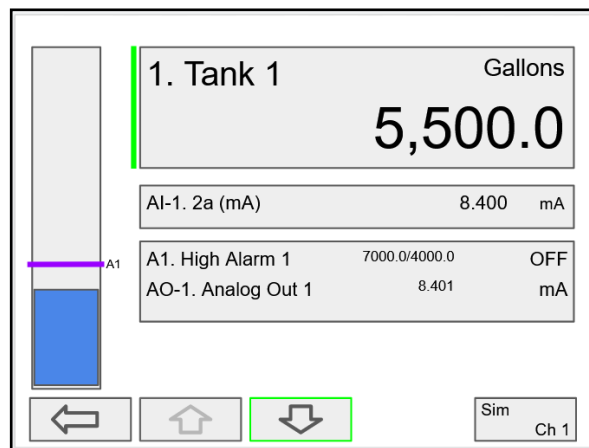 1. Tank 1 Gallons
5,500.0
AI-1. 2a (mA) 8.400 mA
A1
A1. High Alarm 1 7000.0/4000.0 OFF
AO-1. Analog Out 1 8.401 mA
Sim
Ch 1